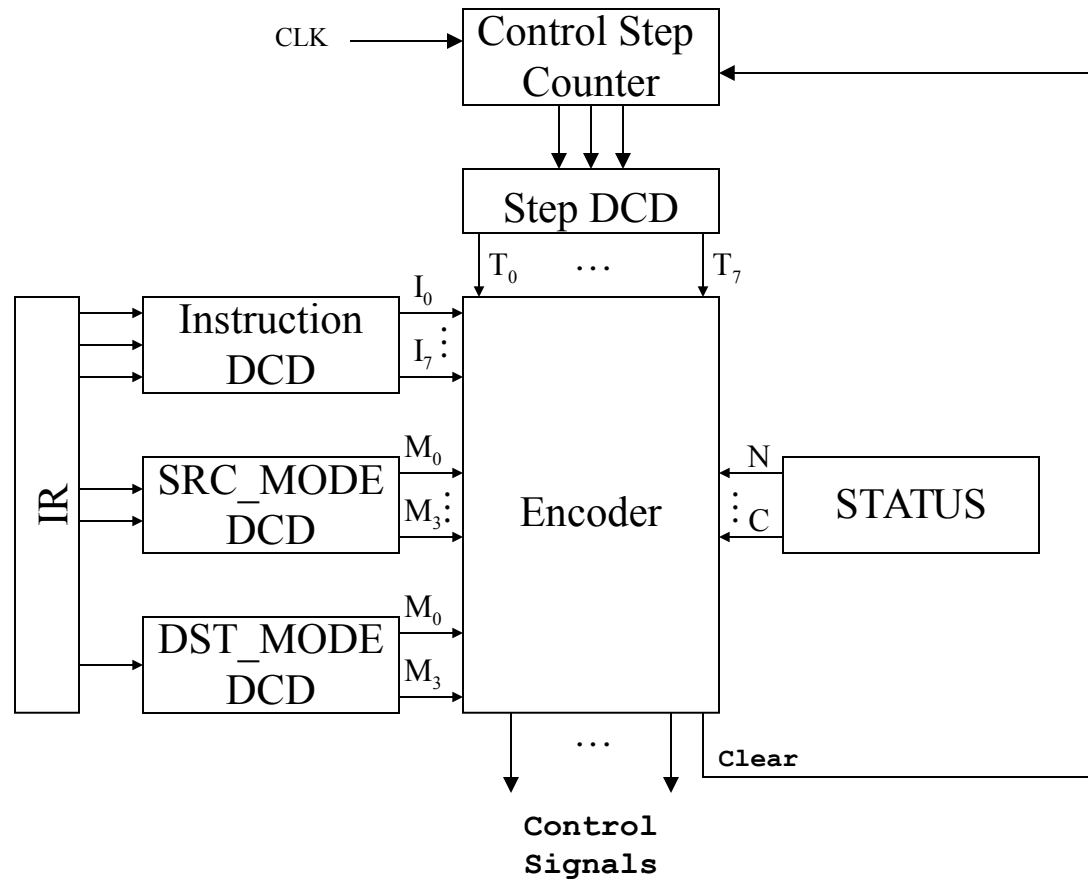 CLK
Control Step
Counter
Step DCD
T0
...
T7
IR
Instruction
DCD
I0
I7
SRC_MODE
DCD
M0
M3
DST_MODE
DCD
M0
M3
Encoder
N
C
STATUS
...
Clear
Control
Signals